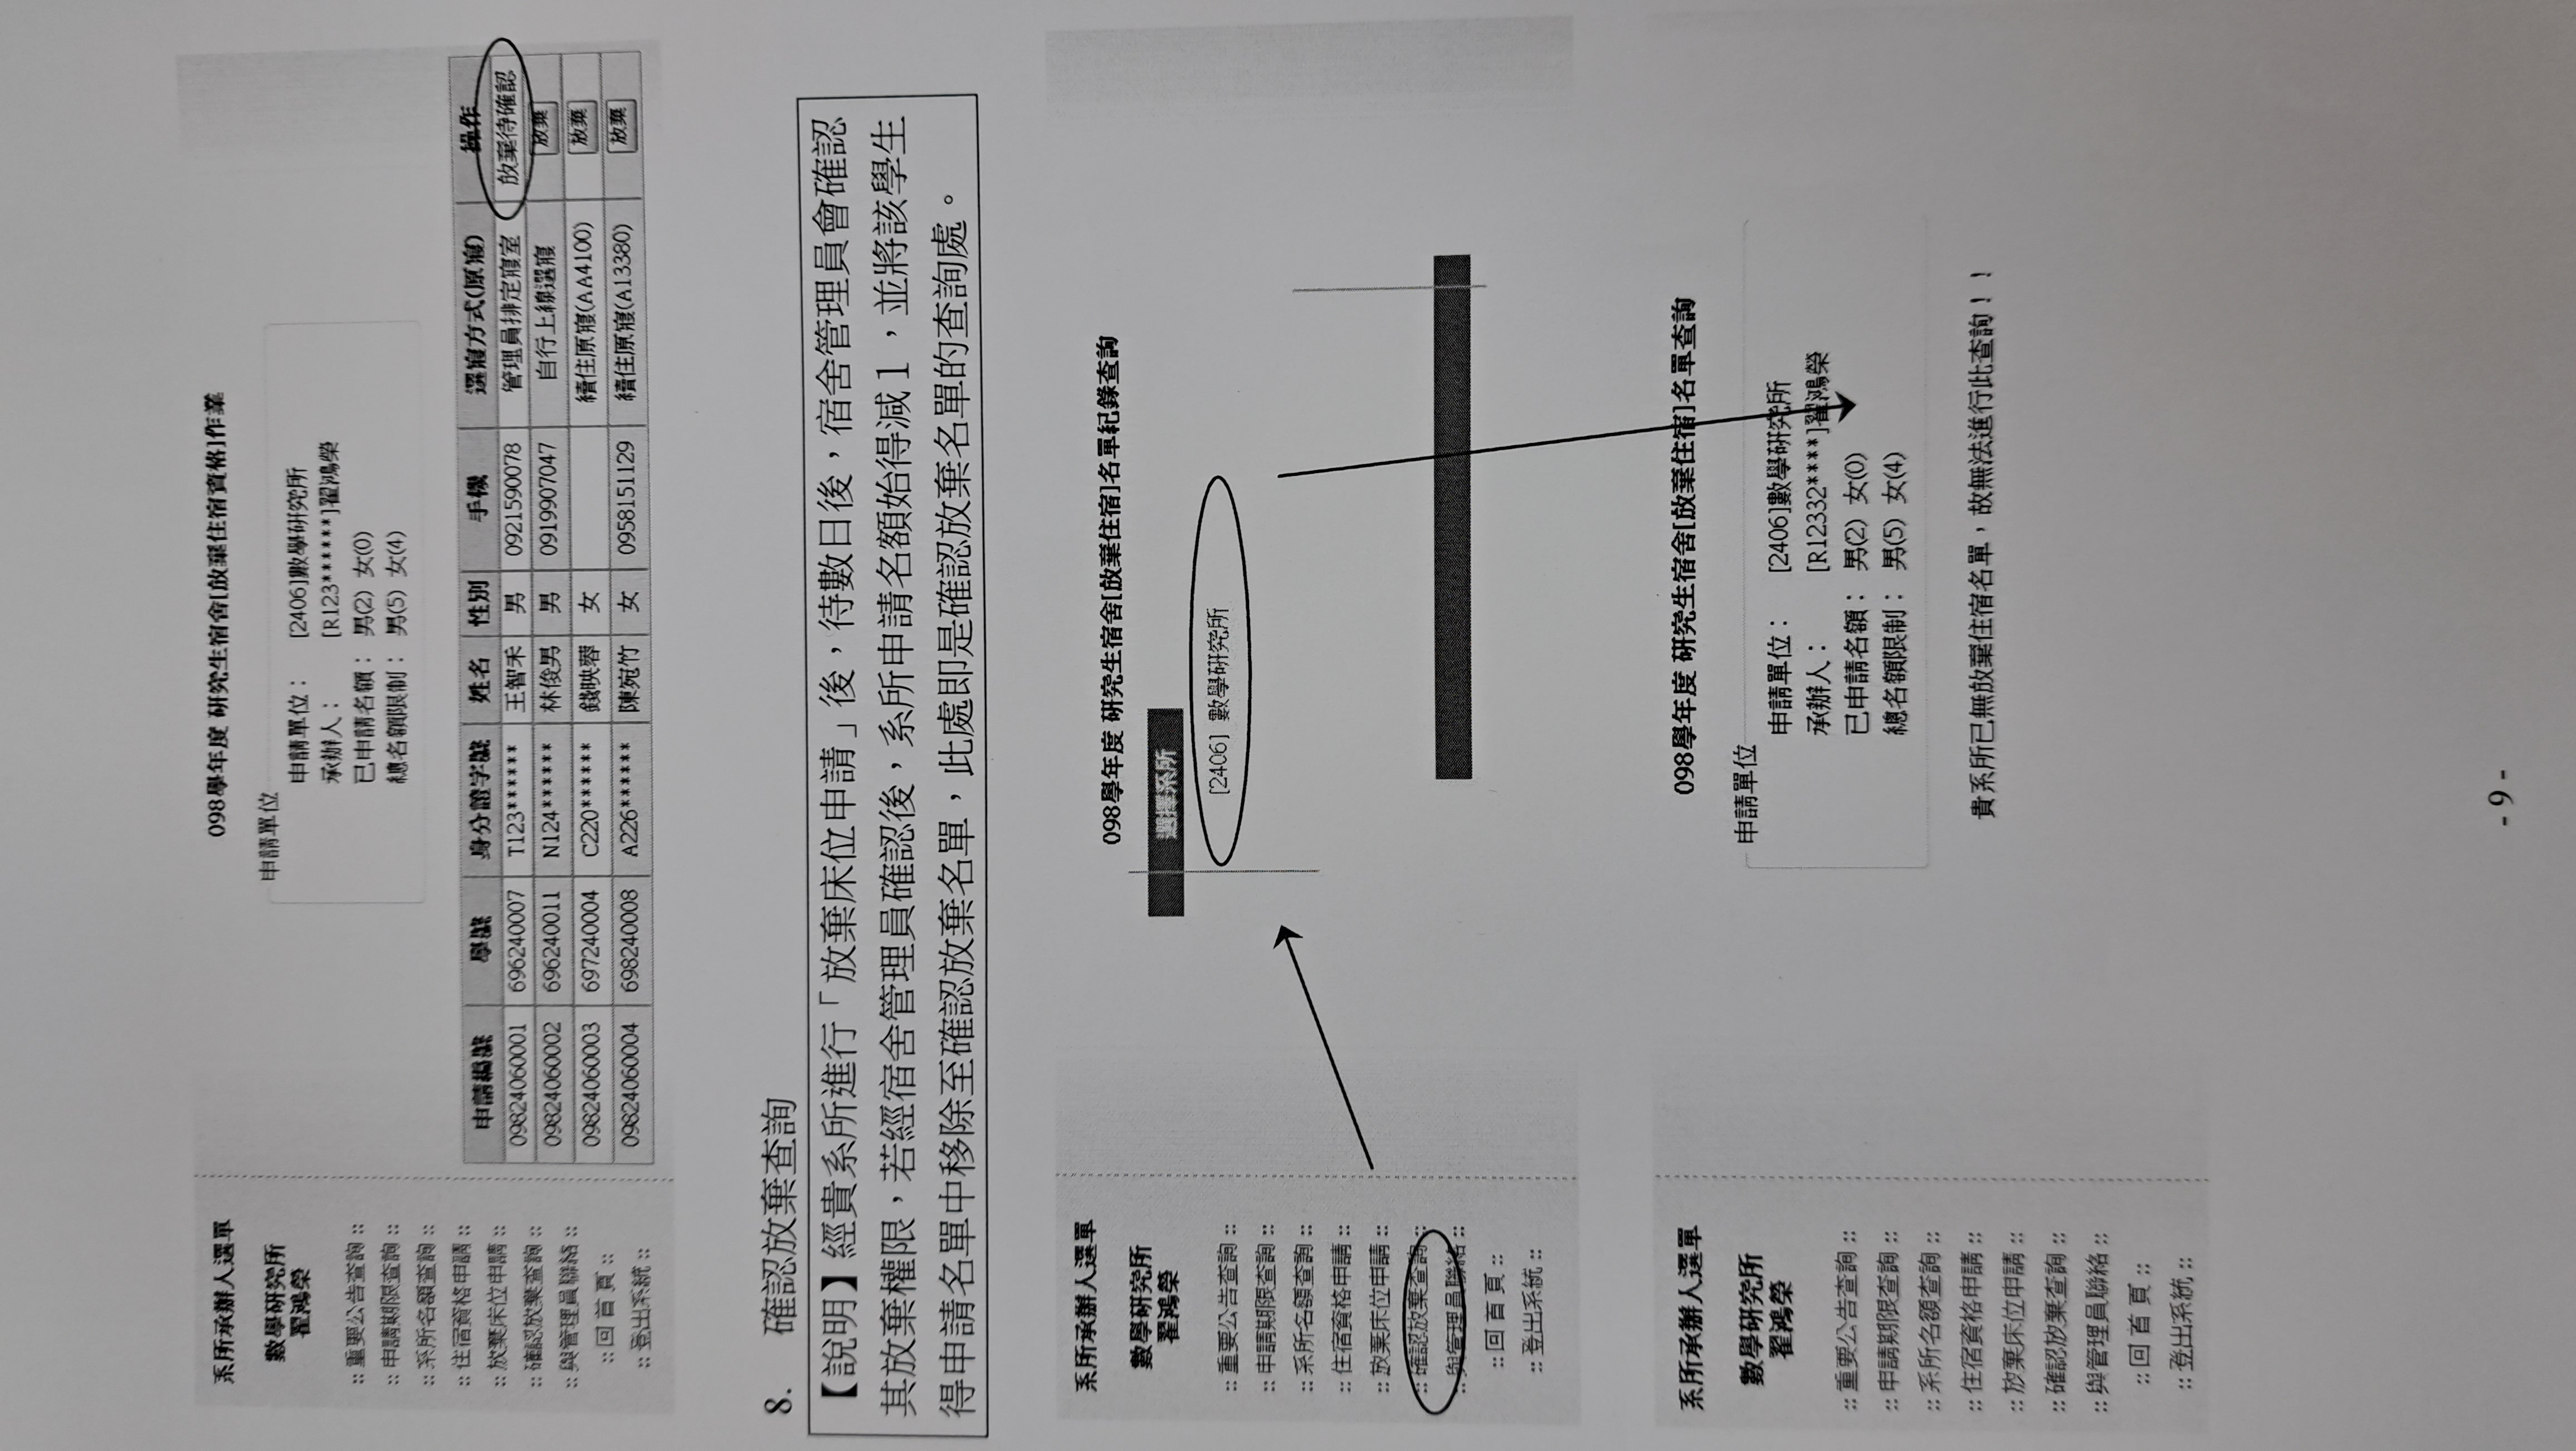 系所承辦人選單
數學研究所
翟鴻榮
:: 重要公告查詢 ::
:: 申請期限查詢 ::
:: 系所名額查詢 ::
:: 住宿資格申請 ::
:: 放棄床位申請 ::
:: 確認放棄查詢 ::
:: 與管理員聯絡 ::
:: 回 首 頁 ::
:: 登出系統 ::
098學年度 研究生宿舍[放棄住宿資格]作業
申請單位
申請單位： [2406]數學研究所
承辦人： [R123******]翟鴻榮
已申請名額： 男(2) 女(0)
總名額限制： 男(5) 女(4)
申請編號 學號 身分證字號 姓名 性別 手機 選寢方式(原寢) 操作
09824060001 696240007 T123****** 王智禾 男 0921590078 管理員排定寢室 放棄待確認
09824060002 696240011 N124****** 林俊男 男 0919907047 自行上線選寢 放棄
09824060003 697240004 C220****** 錢映蓉 女 續住原寢(AA4100) 放棄
09824060004 698240008 A226****** 陳宛竹 女 0958151129 續住原寢(A13380) 放棄
8. 確認放棄查詢
【說明】經貴系所進行「放棄床位申請」後，待數日後，宿舍管理員會確認
其放棄權限，若經宿舍管理員確認後，系所申請名額始得減1，並將該學生
得申請名單中移除至確認放棄名單，此處即是確認放棄名單的查詢處。
系所承辦人選單
數學研究所
翟鴻榮
:: 重要公告查詢 ::
:: 申請期限查詢 ::
:: 系所名額查詢 ::
:: 住宿資格申請 ::
:: 放棄床位申請 ::
:: 確認放棄查詢 ::
:: 與管理員聯絡 ::
:: 回 首 頁 ::
:: 登出系統 ::
098學年度 研究生宿舍[放棄住宿]名單紀錄查詢
選擇系所
[2406] 數學研究所
系所承辦人選單
數學研究所
翟鴻榮
:: 重要公告查詢 ::
:: 申請期限查詢 ::
:: 系所名額查詢 ::
:: 住宿資格申請 ::
:: 放棄床位申請 ::
:: 確認放棄查詢 ::
:: 與管理員聯絡 ::
:: 回 首 頁 ::
:: 登出系統 ::
098學年度 研究生宿舍[放棄住宿]名單查詢
申請單位
申請單位： [2406]數學研究所
承辦人： [R12332****]翟鴻榮
已申請名額： 男(2) 女(0)
總名額限制： 男(5) 女(4)
貴系所已無放棄住宿名單，故無法進行此查詢！！
- 9 -